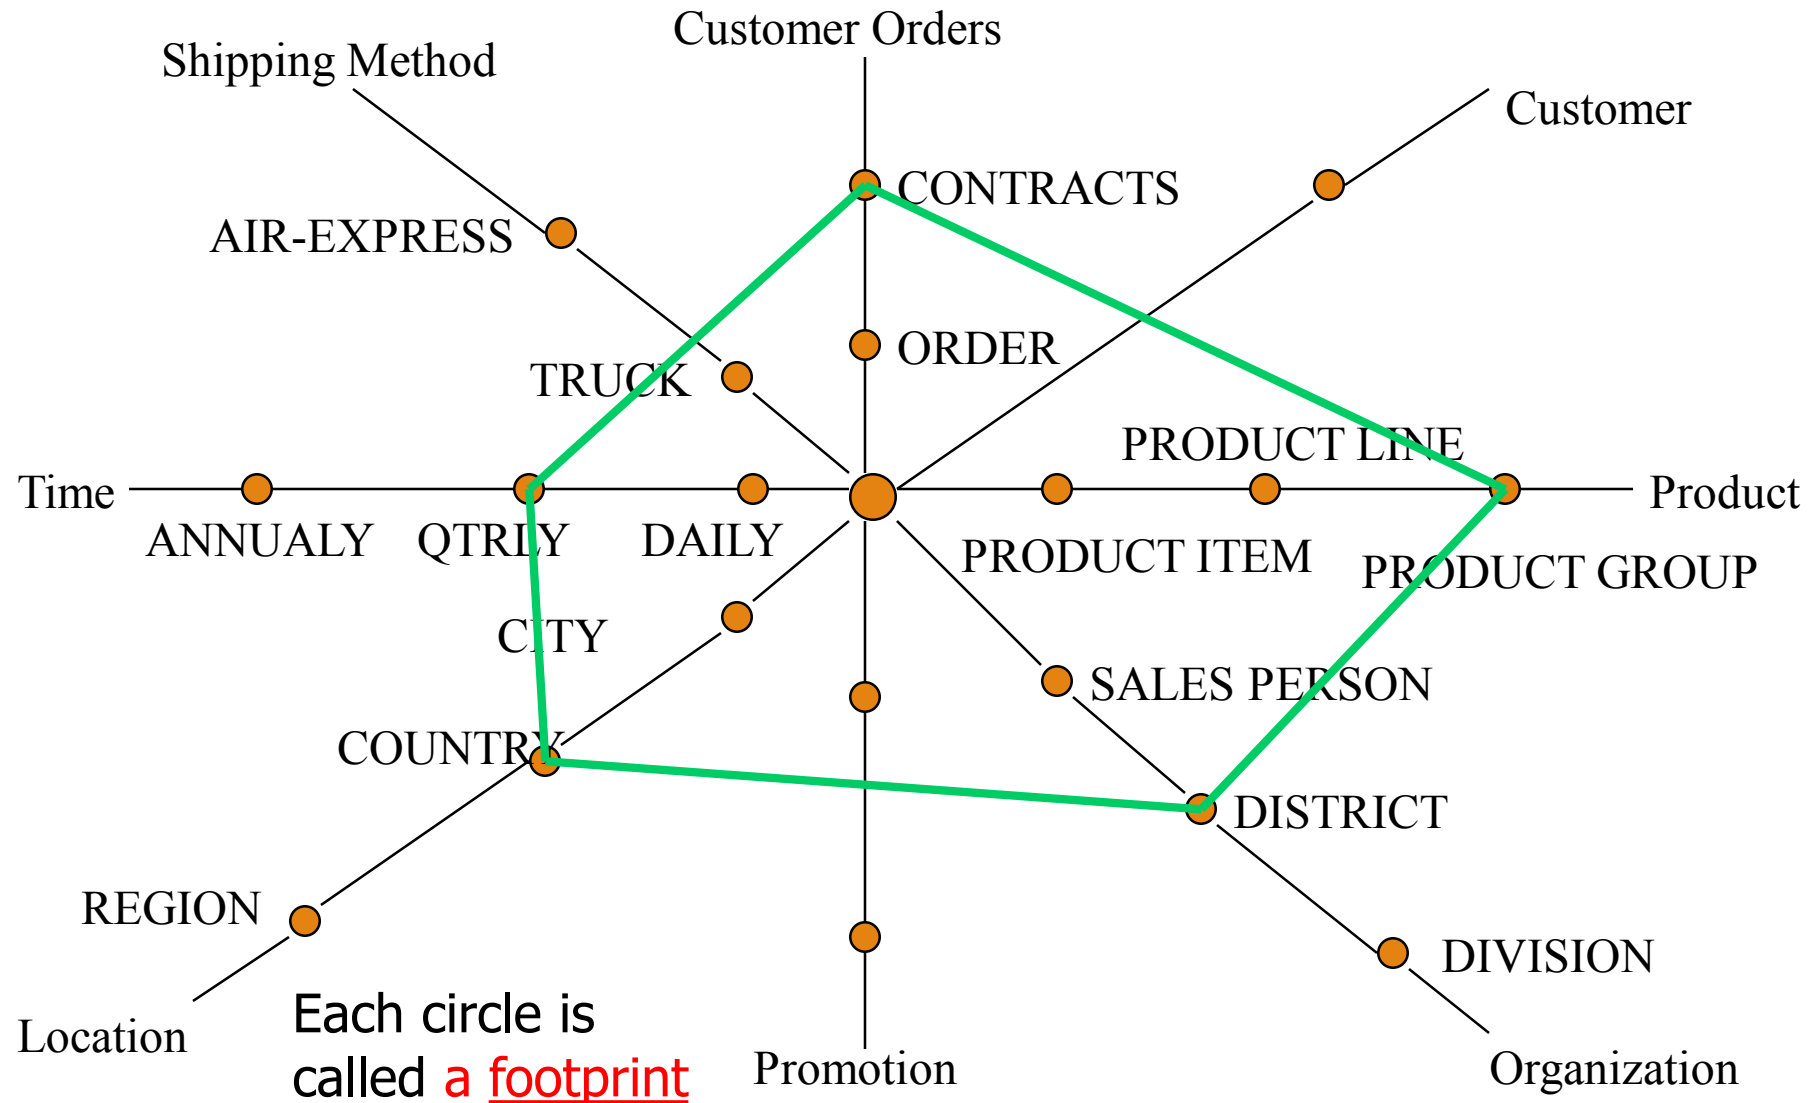 Customer Orders
Shipping Method
Customer
CONTRACTS
AIR-EXPRESS
ORDER
TRUCK
PRODUCT LINE
Time
Product
ANNUALY
QTRLY
DAILY
PRODUCT ITEM
PRODUCT GROUP
CITY
SALES PERSON
COUNTRY
DISTRICT
REGION
DIVISION
Each circle is
called a footprint
Location
Promotion
Organization